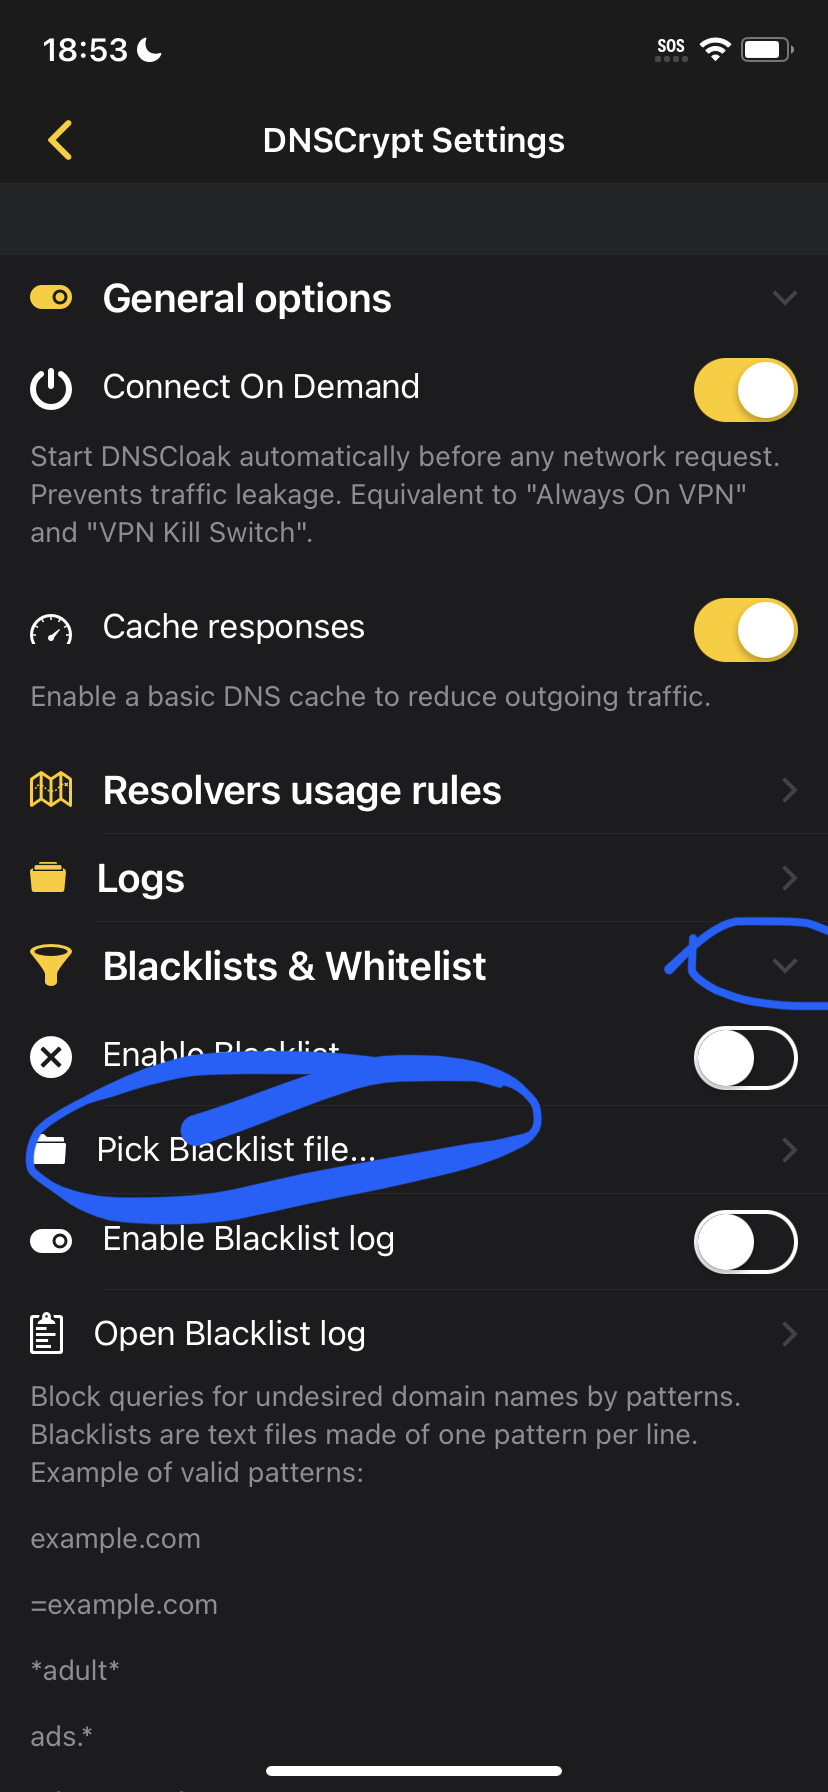 18:53
SOS
DNSCrypt Settings
General options
Connect On Demand
Start DNSCloak automatically before any network request.
Prevents traffic leakage. Equivalent to "Always On VPN"
and "VPN Kill Switch".
Cache responses
Enable a basic DNS cache to reduce outgoing traffic.
Resolvers usage rules
Logs
Blacklists & Whitelist
Enable Blacklist
Pick Blacklist file...
Enable Blacklist log
Open Blacklist log
Block queries for undesired domain names by patterns.
Blacklists are text files made of one pattern per line.
Example of valid patterns:
example.com
=example.com
*adult*
ads.*